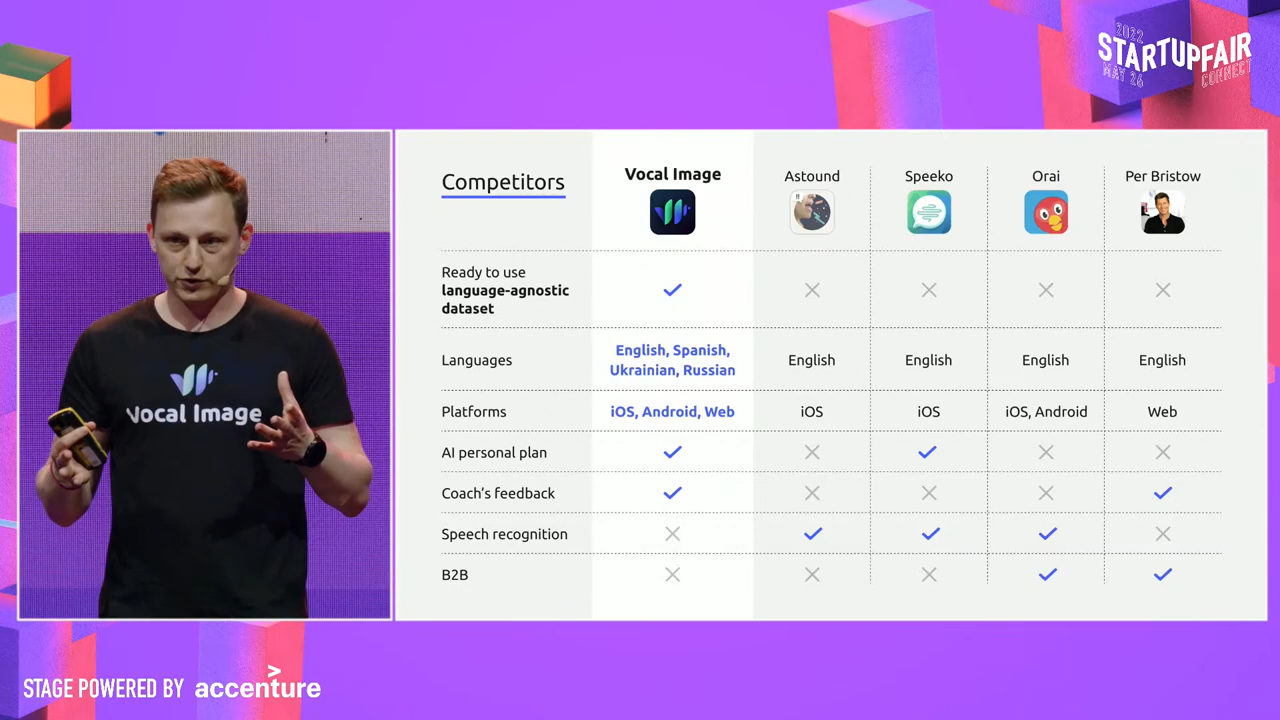 2022
STARTUPFAIR
MAY 26
CONNECT
Competitors
Vocal Image
Astound
Speeko
Orai
Per Bristow
Ready to use
language-agnostic
dataset
Languages
English, Spanish,
Ukrainian, Russian
English
English
English
English
Platforms
iOS, Android, Web
iOS
iOS
iOS, Android
Web
AI personal plan
Coach's feedback
Speech recognition
B2B
Vocal Image
STAGE POWERED BY accenture